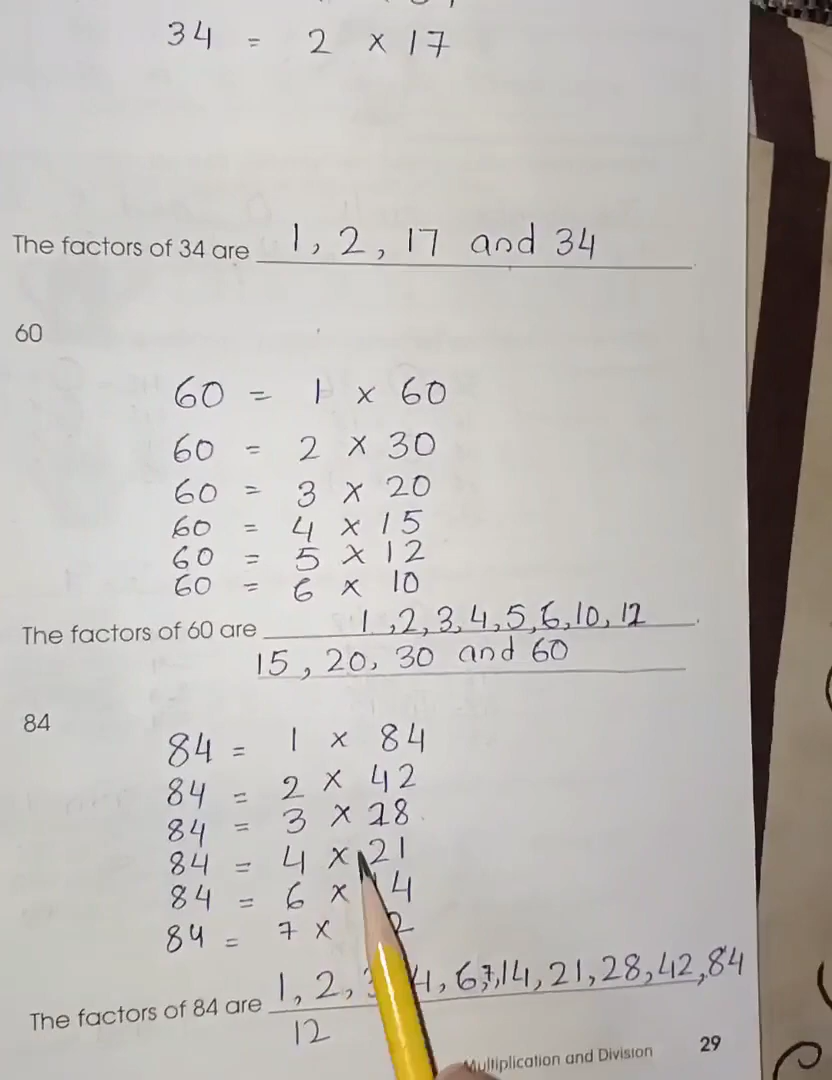 34 = 2 x 17
The factors of 34 are 1, 2, 17 and 34
60
60 = 1 x 60
60 = 2 x 30
60 = 3 x 20
60 = 4 x 15
60 = 5 x 12
60 = 6 x 10
The factors of 60 are 1, 2, 3, 4, 5, 6, 10, 12
15, 20, 30 and 60
84
84 = 1 x 84
84 = 2 x 42
84 = 3 x 28
84 = 4 x 21
84 = 6 x 4
84 = 7 x 2
The factors of 84 are 1, 2, 3, 4, 6, 7, 14, 21, 28, 42, 84
12
Multiplication and Division 29